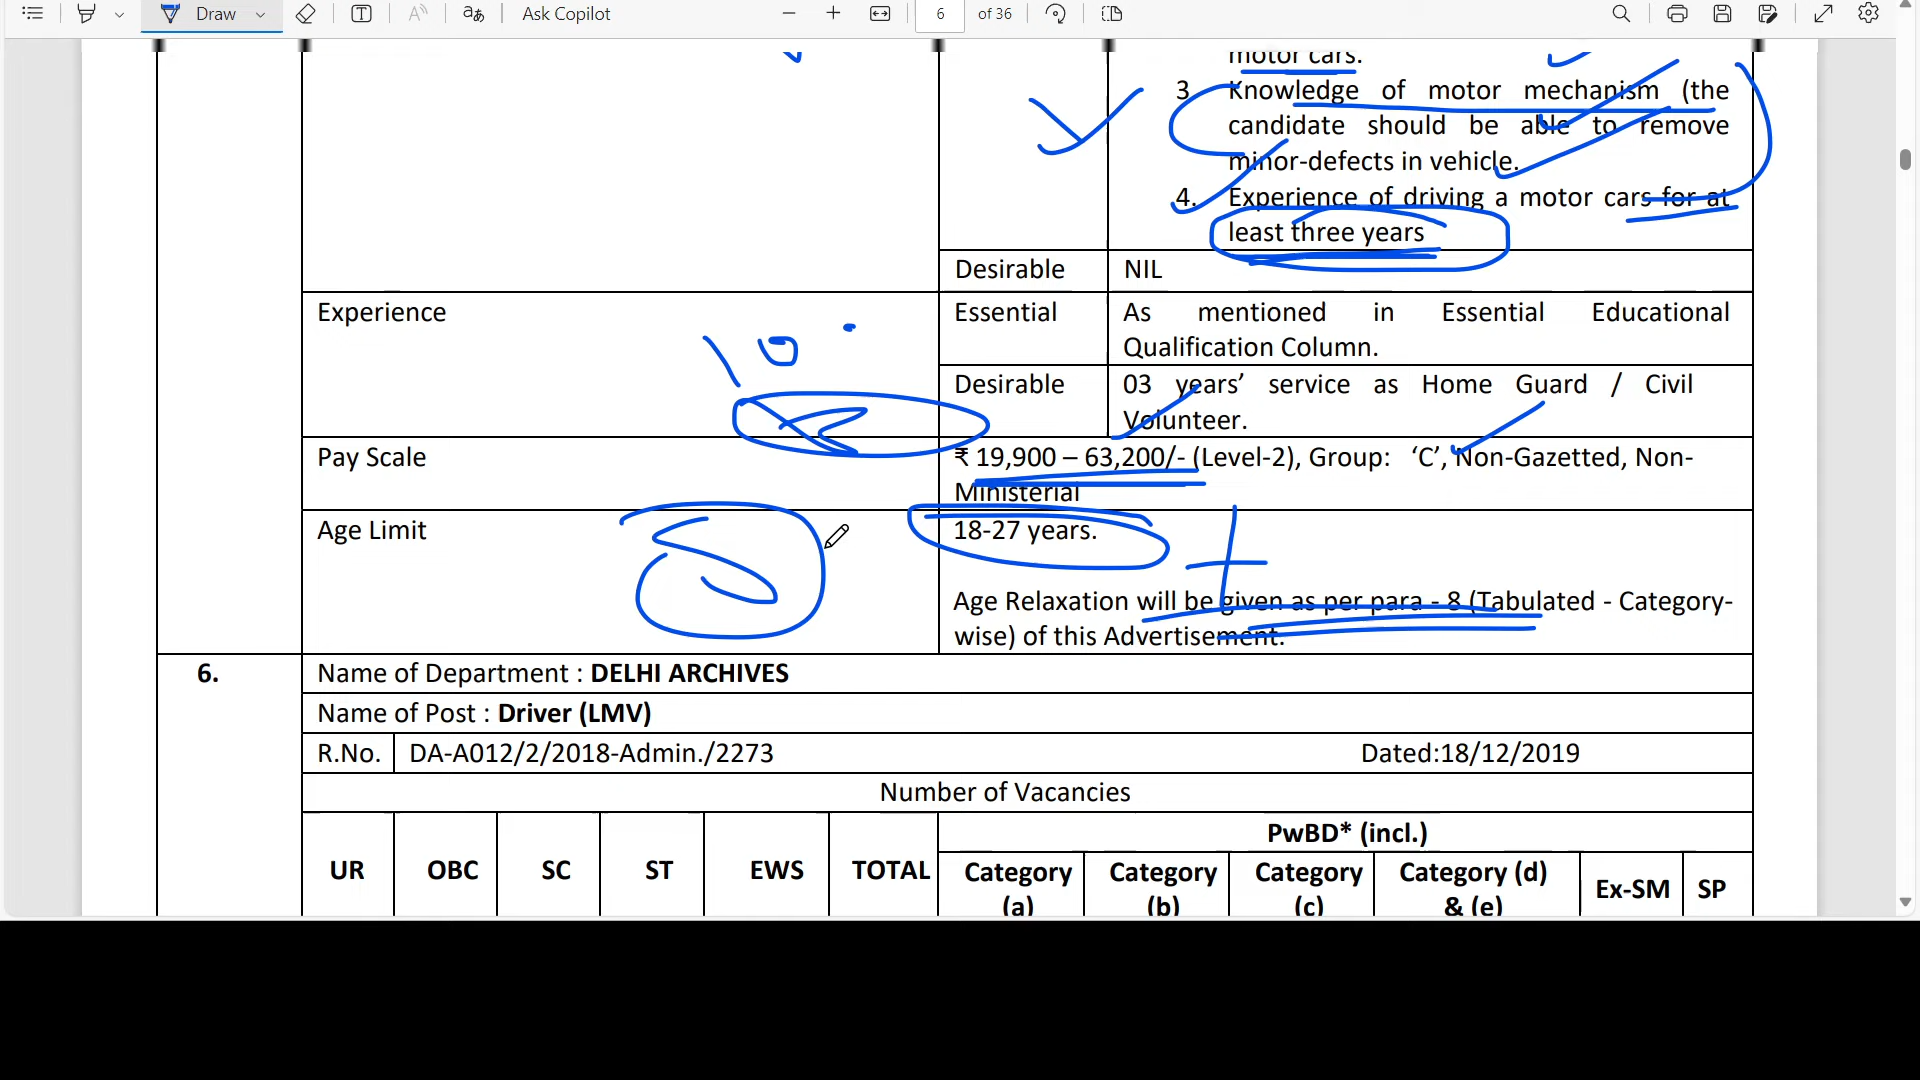 Draw
Ask Copilot
6 of 36
motor cars.
3 Knowledge of motor mechanism (the
candidate should be able to remove
minor-defects in vehicle.
4. Experience of driving a motor cars for at
least three years
Desirable NIL
Experience Essential As mentioned in Essential Educational
Qualification Column.
Desirable 03 years’ service as Home Guard / Civil
Volunteer.
Pay Scale ₹ 19,900 – 63,200/- (Level-2), Group: ‘C’, Non-Gazetted, Non-
Ministerial
Age Limit 18-27 years.
Age Relaxation will be given as per para - 8 (Tabulated - Category-
wise) of this Advertisement.
6. Name of Department : DELHI ARCHIVES
Name of Post : Driver (LMV)
R.No. DA-A012/2/2018-Admin./2273 Dated:18/12/2019
Number of Vacancies
PwBD* (incl.)
UR OBC SC ST EWS TOTAL Category Category Category Category (d) Ex-SM SP
(a) (b) (c) & (e)